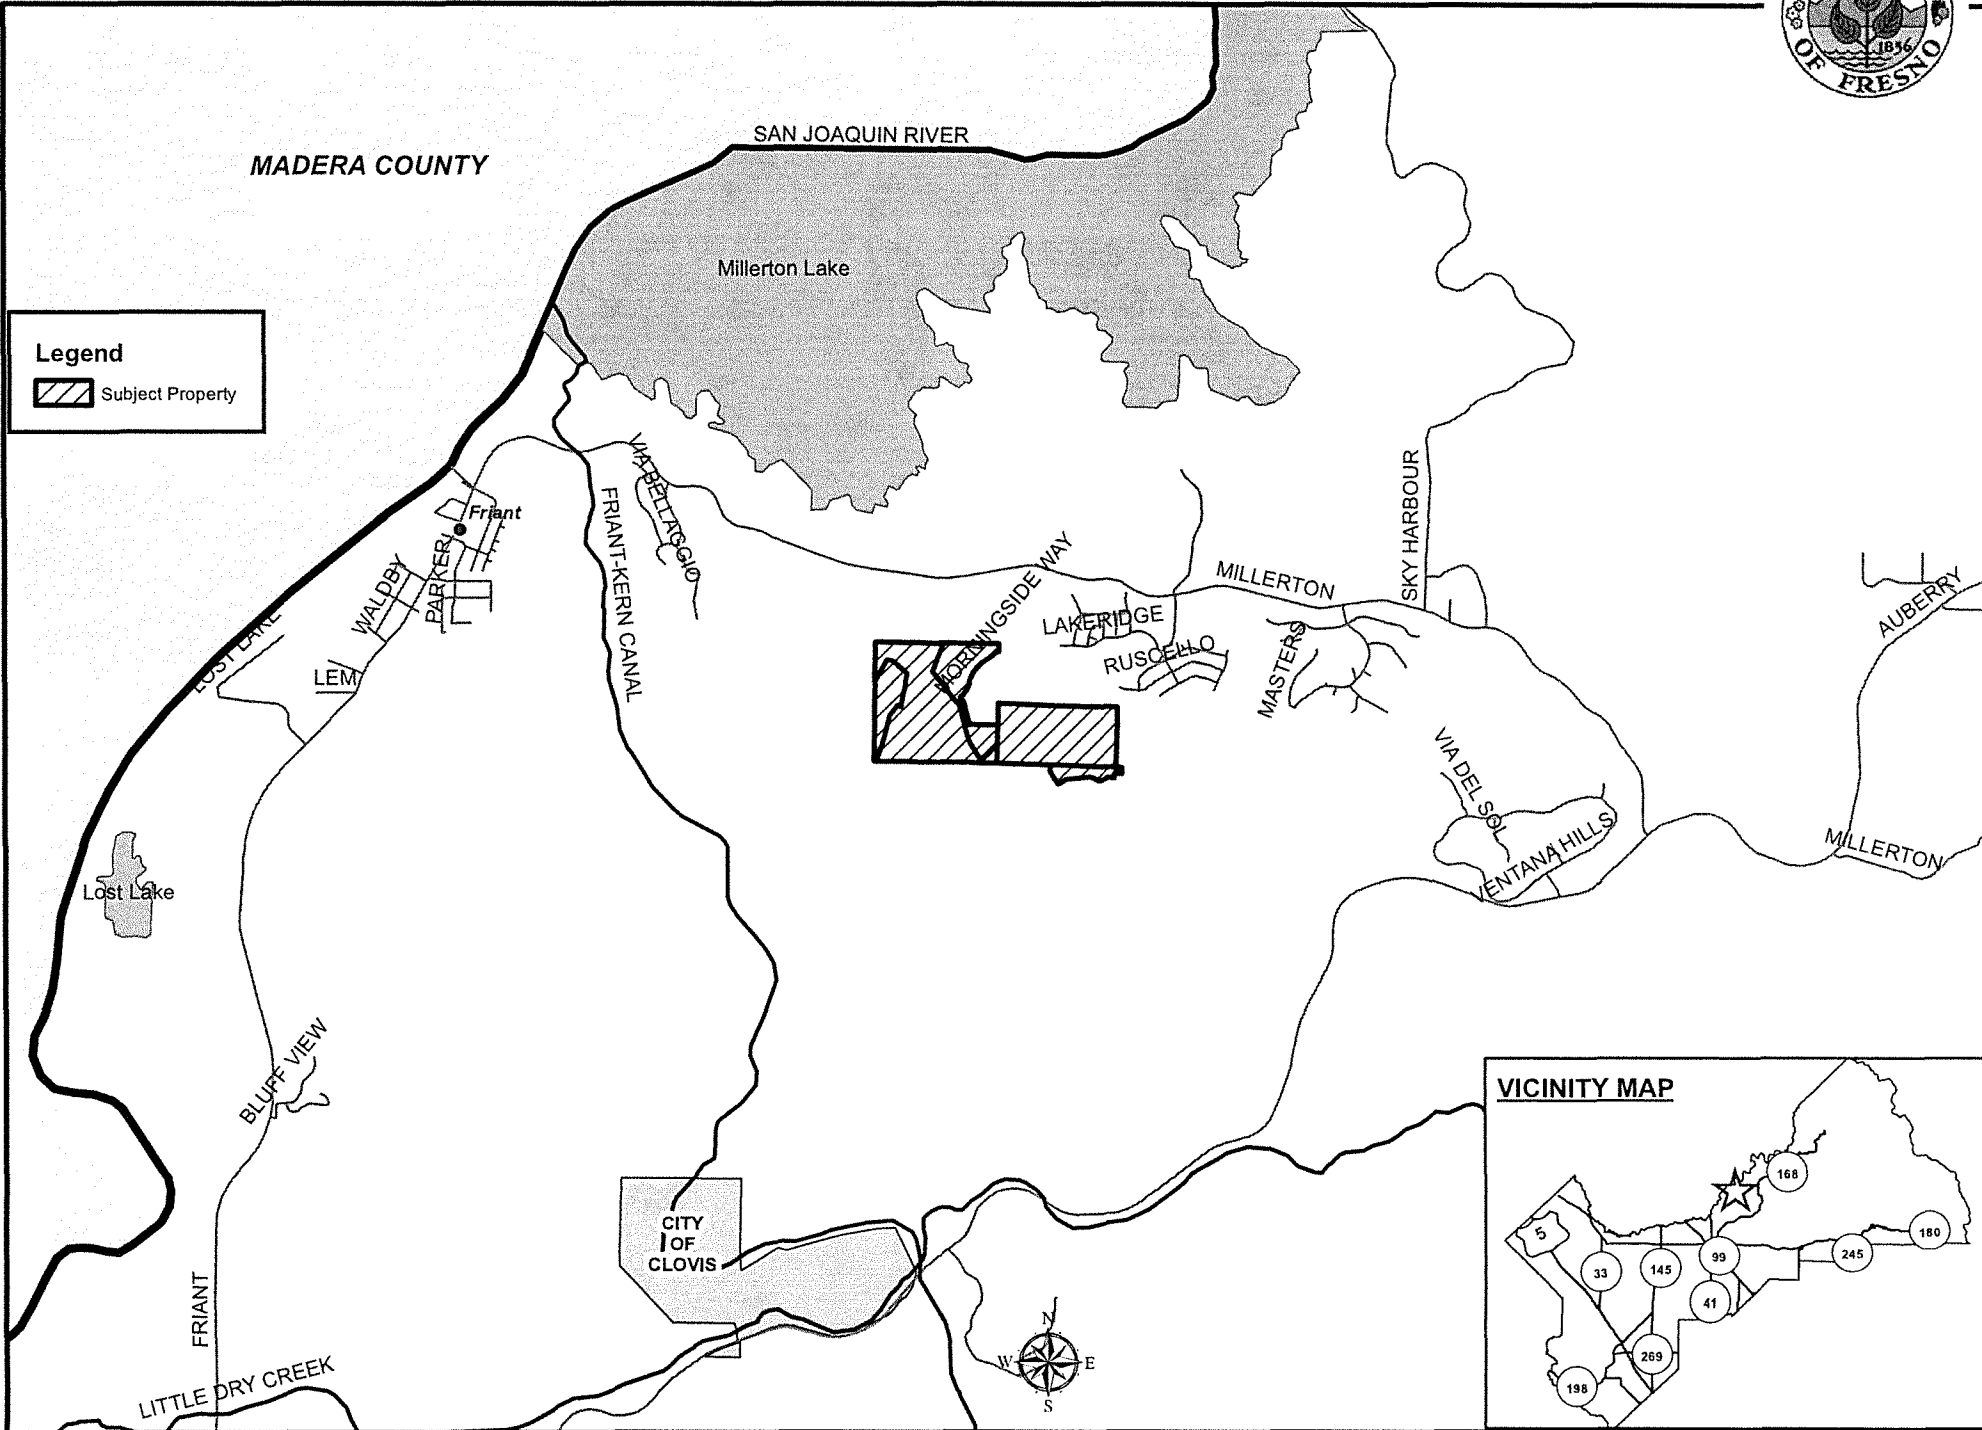 1856
OF FRESNO
SAN JOAQUIN RIVER
MADERA COUNTY
Millerton Lake
Legend
Subject Property
VIA BELLAGGIO
SKY HARBOUR
Friant
FRIANT-KERN CANAL
MORNINGSIDE WAY
MILLERTON
WALDBY
PARKER
AUBERRY
LAKERIDGE
LOST LAKE
RUSCELLO
MASTERS
LEM
VIA DEL SOL
VENTANA HILLS
MILLERTON
Lost Lake
BLUFF VIEW
VICINITY MAP
168
5
33
145
99
41
245
180
269
198
CITY
OF
CLOVIS
FRIANT
LITTLE DRY CREEK
N
W
E
S